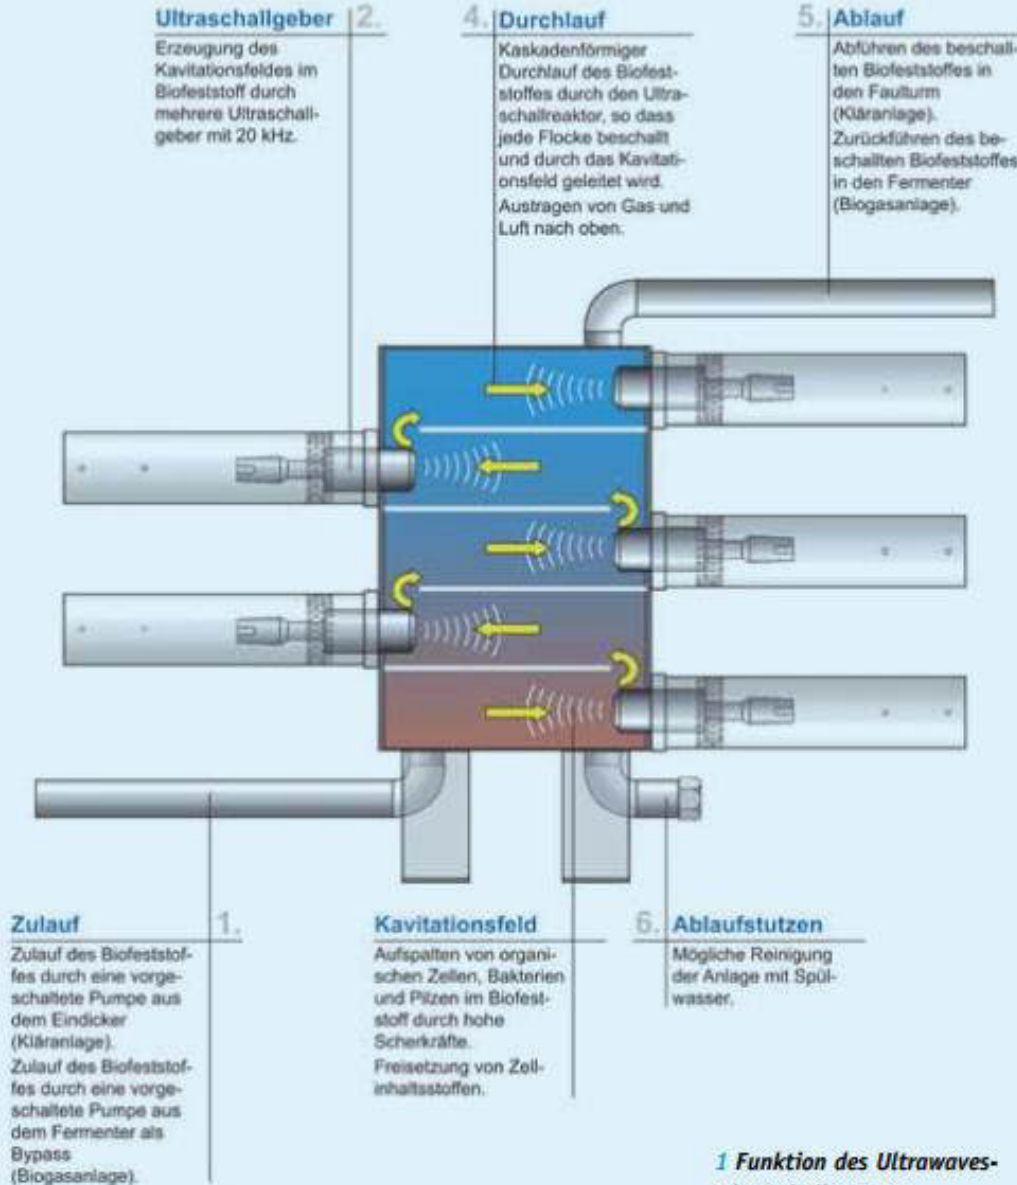 Ultraschallgeber 2.
Erzeugung des
Kavitationsfeldes im
Biofeststoff durch
mehrere Ultraschall-
geber mit 20 kHz.
4. Durchlauf
Kaskadenförmiger
Durchlauf des Biofest-
stoffes durch den Ultra-
schallreaktor, so dass
jede Flocke beschallt
und durch das Kavitati-
onsfeld geleitet wird.
Austragen von Gas und
Luft nach oben.
5. Ablauf
Abführen des beschall-
ten Biofeststoffes in
den Faulturm
(Kläranlage).
Zurückführen des be-
schallten Biofeststoffes
in den Fermenter
(Biogasanlage).
Zulauf 1.
Zulauf des Biofeststof-
fes durch eine vorge-
schaltete Pumpe aus
dem Eindicker
(Kläranlage).
Zulauf des Biofeststof-
fes durch eine vorge-
schaltete Pumpe aus
dem Fermenter als
Bypass
(Biogasanlage).
Kavitationsfeld
Aufspalten von organi-
schen Zellen, Bakterien
und Pilzen im Biofest-
stoff durch hohe
Scherkräfte.
Freisetzung von Zell-
inhaltsstoffen.
6. Ablaufstutzen
Mögliche Reinigung
der Anlage mit Spül-
wasser.
1 Funktion des Ultrawaves-